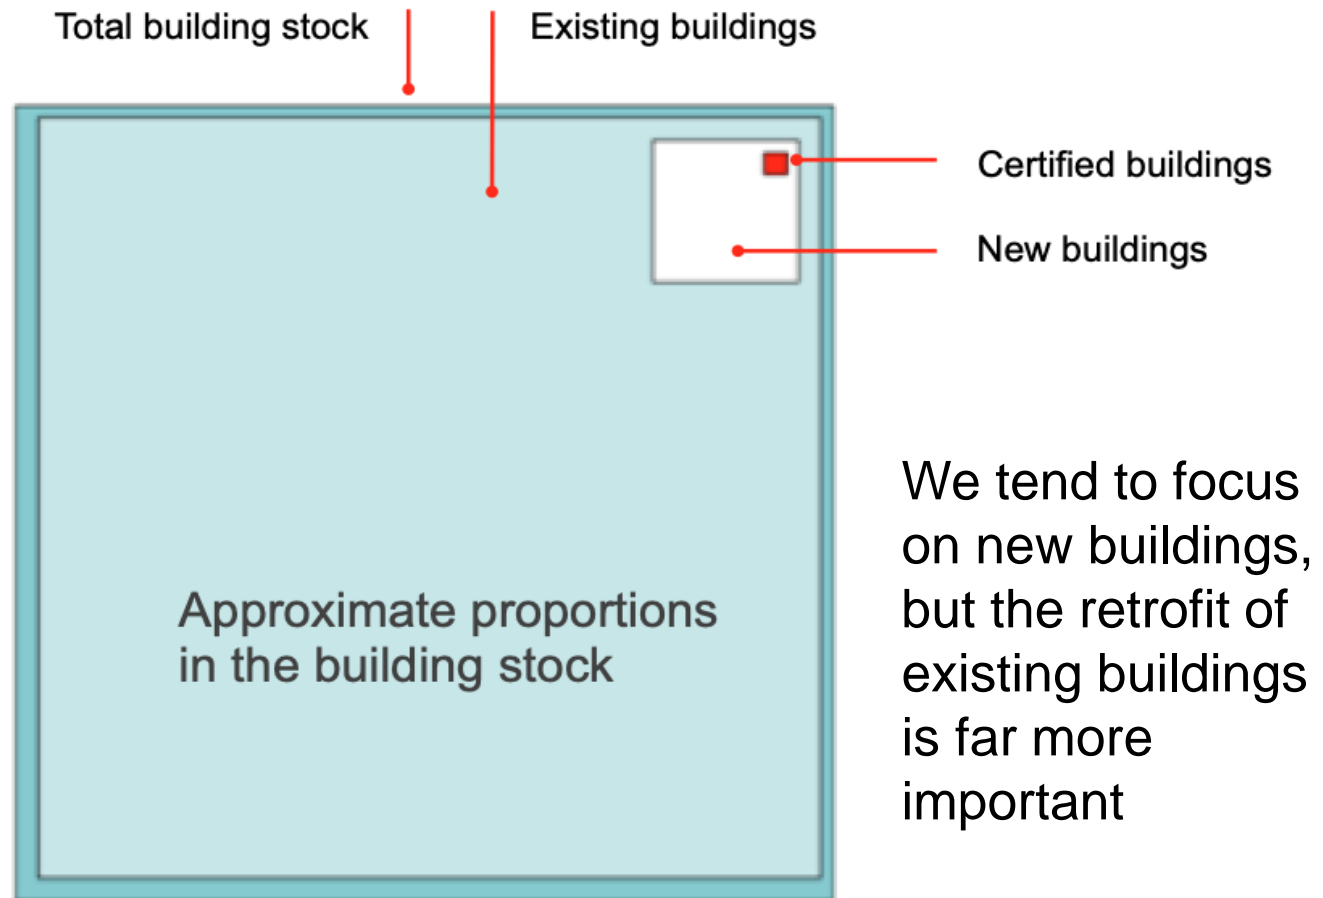 Total building stock
Existing buildings
Certified buildings
New buildings
Approximate proportions
in the building stock
We tend to focus
on new buildings,
but the retrofit of
existing buildings
is far more
important